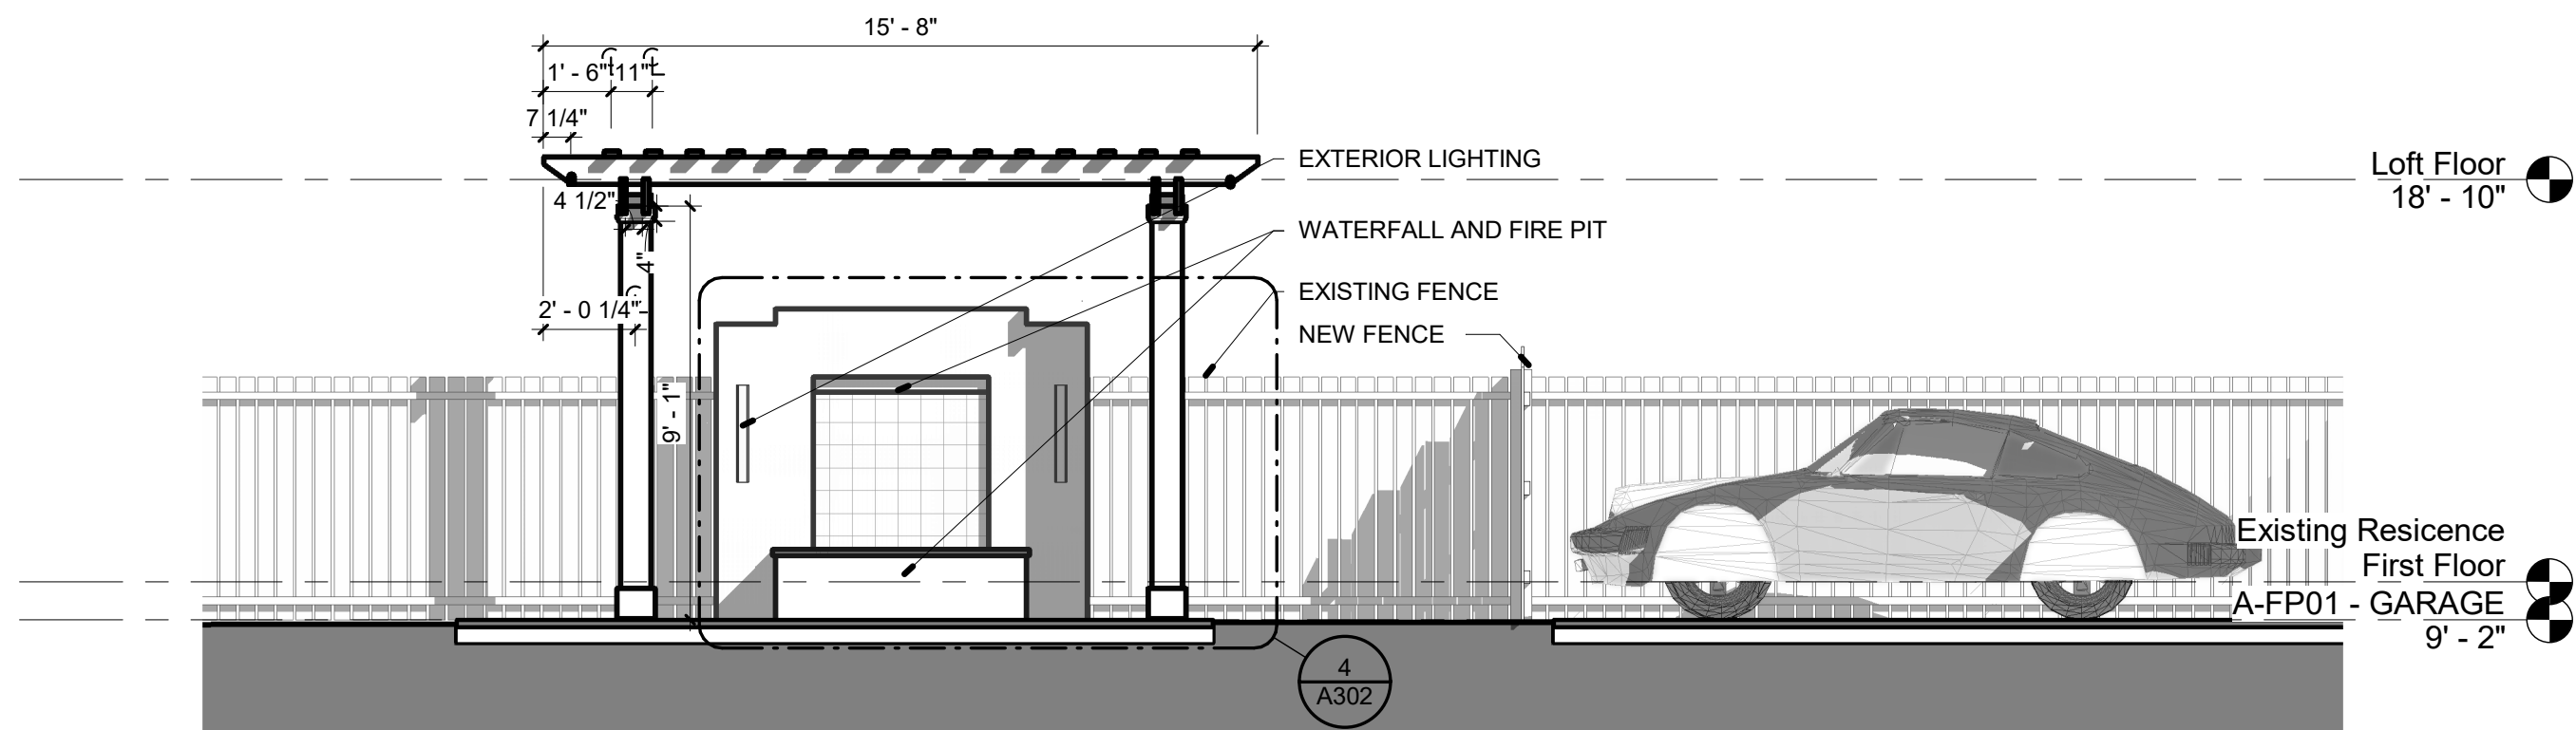 15' - 8"
1' - 6"
11"
7 1/4"
EXTERIOR LIGHTING
Loft Floor
18' - 10"
4 1/2"
WATERFALL AND FIRE PIT
4"
EXISTING FENCE
2' - 0 1/4"
NEW FENCE
9' - 1"
Existing Resicence
First Floor
A-FP01 - GARAGE
9' - 2"
4
A302